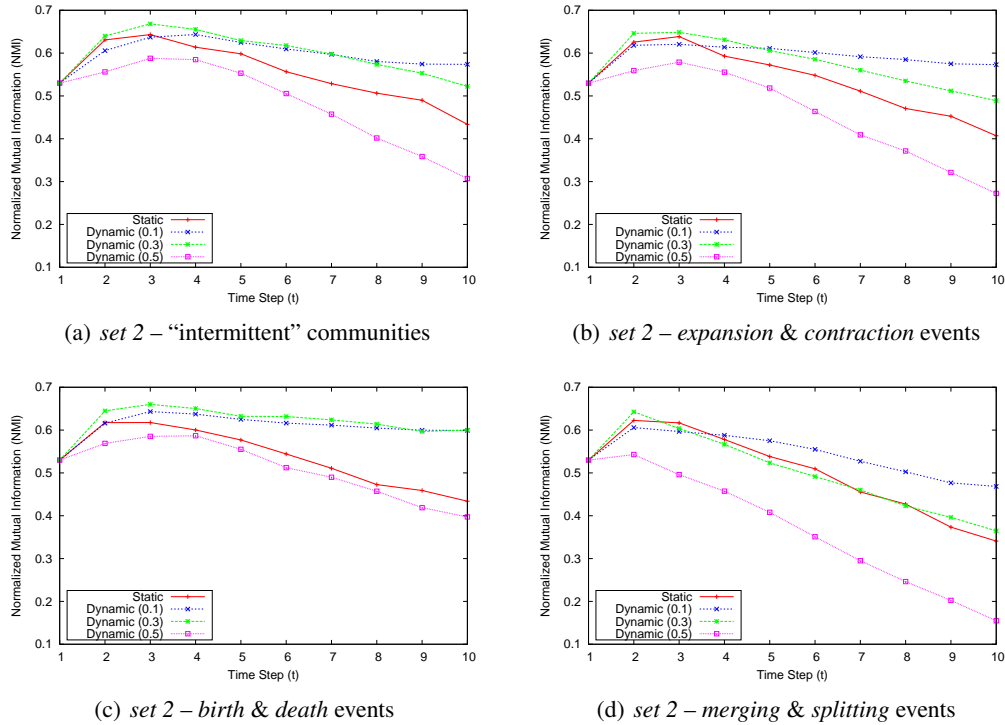 0.7
0.6
0.5
0.4
0.3
0.2
0.1
Normalized Mutual Information (NMI)
Static
Dynamic (0.1)
Dynamic (0.3)
Dynamic (0.5)
1 2 3 4 5 6 7 8 9 10
Time Step (t)
(a) set 2 – “intermittent” communities
0.7
0.6
0.5
0.4
0.3
0.2
0.1
Normalized Mutual Information (NMI)
Static
Dynamic (0.1)
Dynamic (0.3)
Dynamic (0.5)
1 2 3 4 5 6 7 8 9 10
Time Step (t)
(b) set 2 – expansion & contraction events
0.7
0.6
0.5
0.4
0.3
0.2
0.1
Normalized Mutual Information (NMI)
Static
Dynamic (0.1)
Dynamic (0.3)
Dynamic (0.5)
1 2 3 4 5 6 7 8 9 10
Time Step (t)
(c) set 2 – birth & death events
0.7
0.6
0.5
0.4
0.3
0.2
0.1
Normalized Mutual Information (NMI)
Static
Dynamic (0.1)
Dynamic (0.3)
Dynamic (0.5)
1 2 3 4 5 6 7 8 9 10
Time Step (t)
(d) set 2 – merging & splitting events